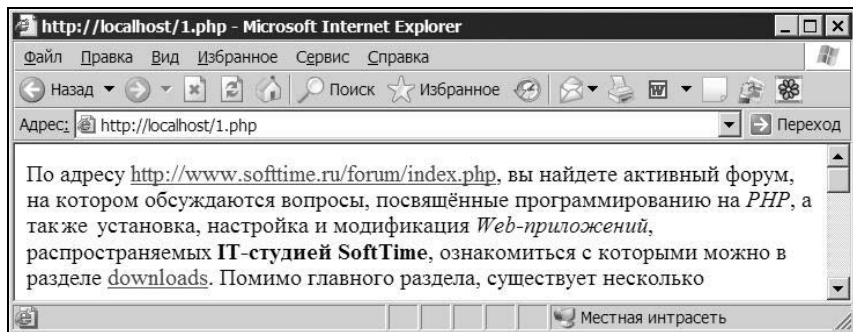 http://localhost/1.php - Microsoft Internet Explorer
Файл Правка Вид Избранное Сервис Справка
Назад Поиск Избранное
Адрес: http://localhost/1.php Переход
По адресу http://www.softtime.ru/forum/index.php, вы найдете активный форум,
на котором обсуждаются вопросы, посвящённые программированию на PHP, а
также установка, настройка и модификация Web-приложений,
распространяемых IT-студией SoftTime, ознакомиться с которыми можно в
разделе downloads. Помимо главного раздела, существует несколько
Местная интрасеть